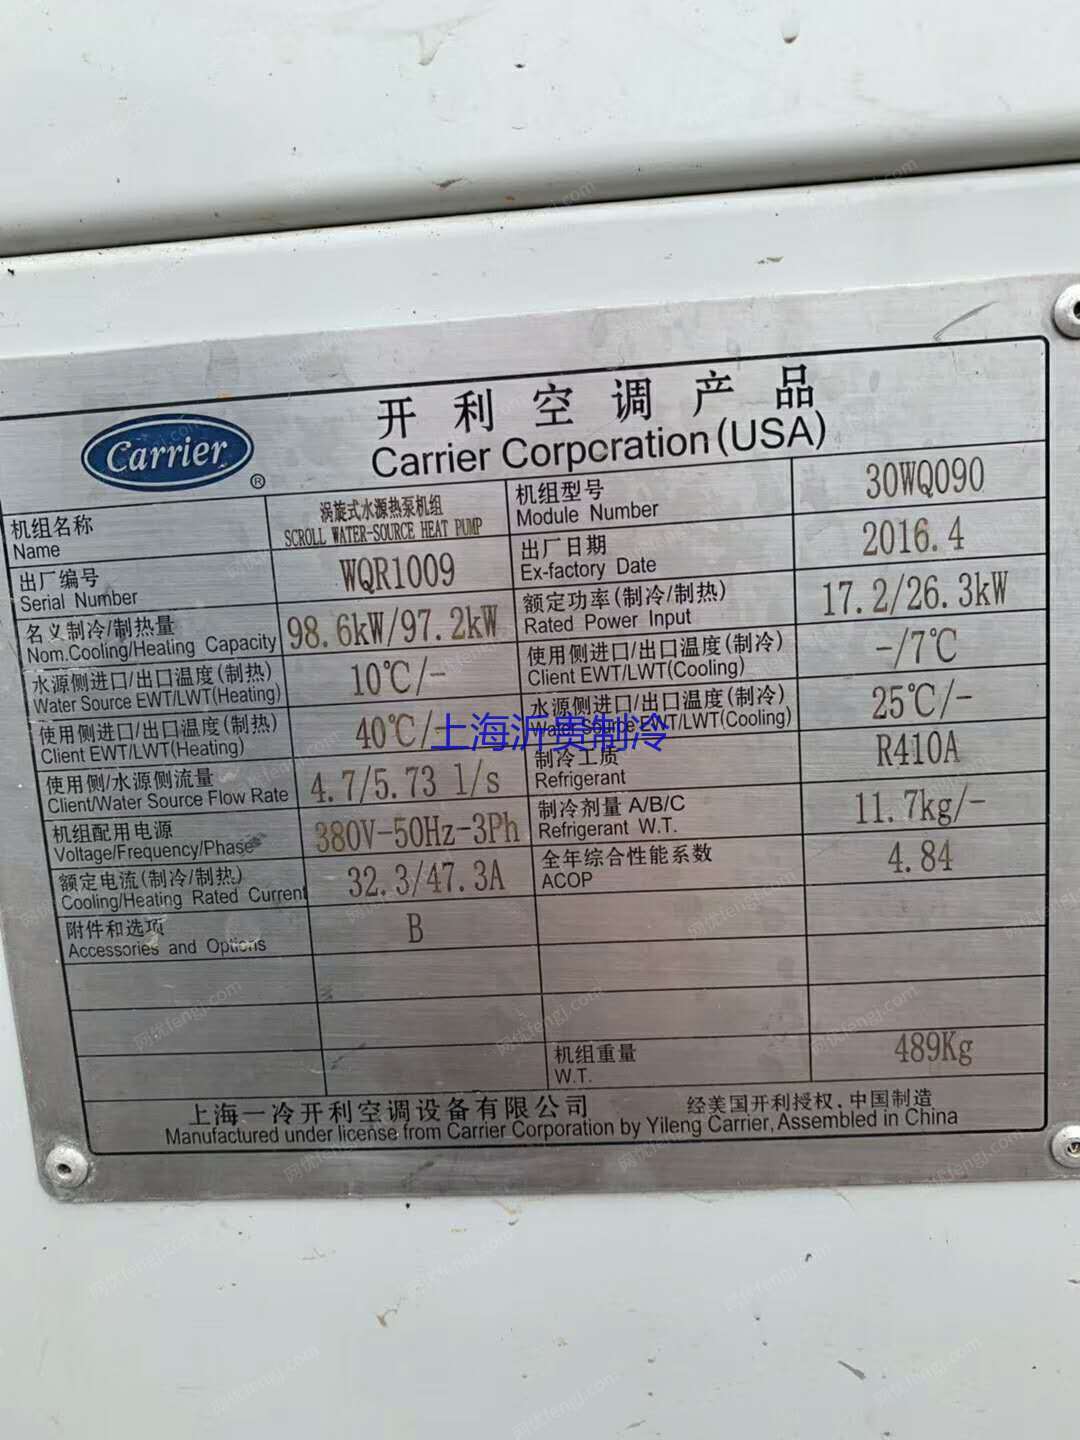 开利空调产品
Carrier
®
Carrier Corpcration (USA)
机组名称
Name
涡旋式水源热泵机组
SCROLL WATER-SOURCE HEAT PUMP
机组型号
Module Number
30WQ090
出厂编号
Serial Number
WQR1009
出厂日期
Ex-factory Date
2016.4
名义制冷/制热量
Nom.Cooling/Heating Capacity
98.6kW/97.2kW
额定功率(制冷/制热)
Rated Power Input
17.2/26.3kW
水源侧进口/出口温度(制热)
Water Source EWT/LWT(Heating)
10℃/-
使用侧进口/出口温度(制冷)
Client EWT/LWT(Cooling)
-/7℃
使用侧进口/出口温度(制热)
Client EWT/LWT(Heating)
40℃/-
水源侧进口/出口温度(制冷)
Water Source EWT/LWT(Cooling)
25℃/-
上海沂贵制冷
使用侧/水源侧流量
Client/Water Source Flow Rate
4.7/5.73 l/s
制冷工质
Refrigerant
R410A
机组配用电源
Voltage/Frequency/Phase
380V-50Hz-3Ph
制冷剂量 A/B/C
Refrigerant W.T.
11.7kg/-
额定电流(制冷/制热)
Cooling/Heating Rated Current
32.3/47.3A
全年综合性能系数
ACOP
4.84
附件和选项
Accessories and Options
B
机组重量
W.T.
489Kg
上海一冷开利空调设备有限公司
经美国开利授权,中国制造
Manufactured under license from Carrier Corporation by Yileng Carrier, Assembled in China